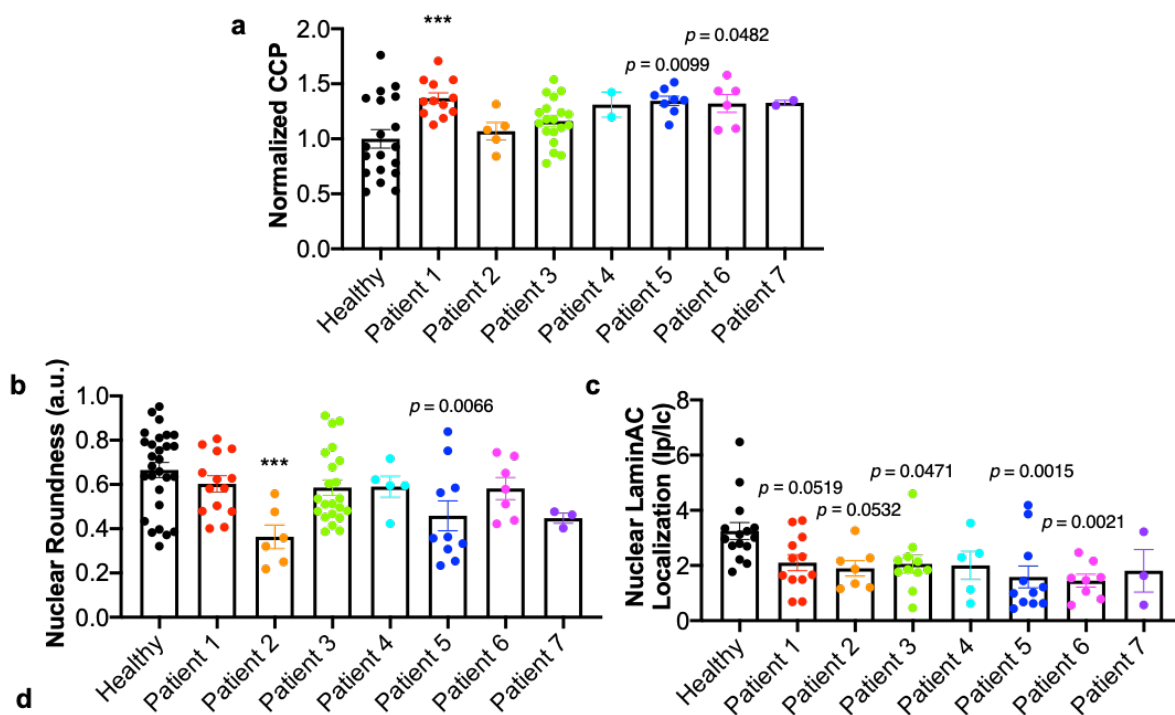 a
Normalized CCP
2.0
1.5
1.0
0.5
0.0
***
p = 0.0099
p = 0.0482
Healthy
Patient 1
Patient 2
Patient 3
Patient 4
Patient 5
Patient 6
Patient 7
b
Nuclear Roundness (a.u.)
1.0
0.8
0.6
0.4
0.2
0.0
***
p = 0.0066
Healthy
Patient 1
Patient 2
Patient 3
Patient 4
Patient 5
Patient 6
Patient 7
c
Nuclear LaminAC
Localization (Ip/Ic)
8
6
4
2
0
p = 0.0519
p = 0.0532
p = 0.0471
p = 0.0015
p = 0.0021
Healthy
Patient 1
Patient 2
Patient 3
Patient 4
Patient 5
Patient 6
Patient 7
d